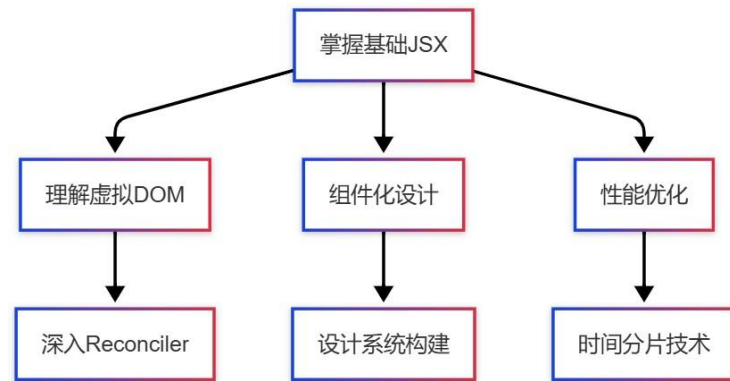 掌握基础JSX
理解虚拟DOM
组件化设计
性能优化
深入Reconciler
设计系统构建
时间分片技术